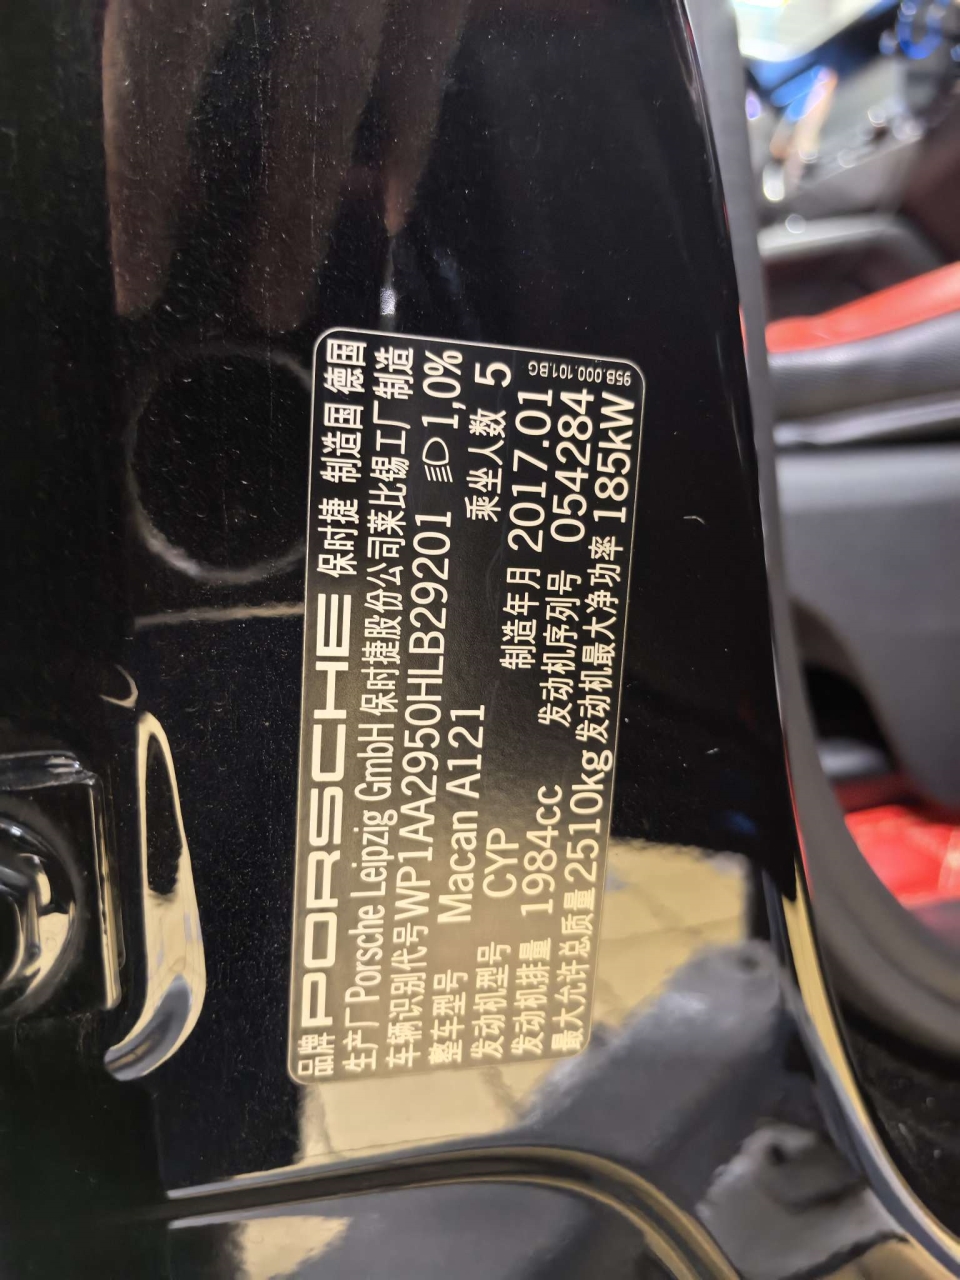 品牌 PORSCHE 保时捷 制造国 德国
生产厂 Porsche Leipzig GmbH 保时捷股份公司莱比锡工厂制造
车辆识别代号 WP1AA2950HLB29201 1,0%
整车型号 Macan A121 乘坐人数 5
发动机型号 CYP 制造年月 2017.01
发动机排量 1984cc 发动机序列号 054284
最大允许总质量 2510kg 发动机最大净功率 185kW
95B.000.101.BG